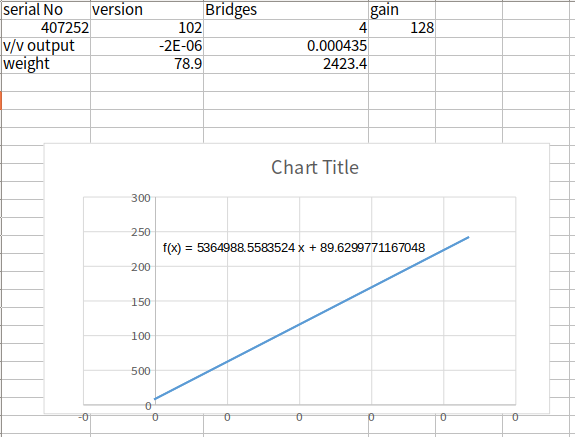 serial No version Bridges gain
407252 102 4 128
v/v output -2E-06 0.000435
weight 78.9 2423.4
Chart Title
300
250
f(x) = 5364988.5583524 x + 89.6299771167048
200
150
100
500
0
-0 0 0 0 0 0 0